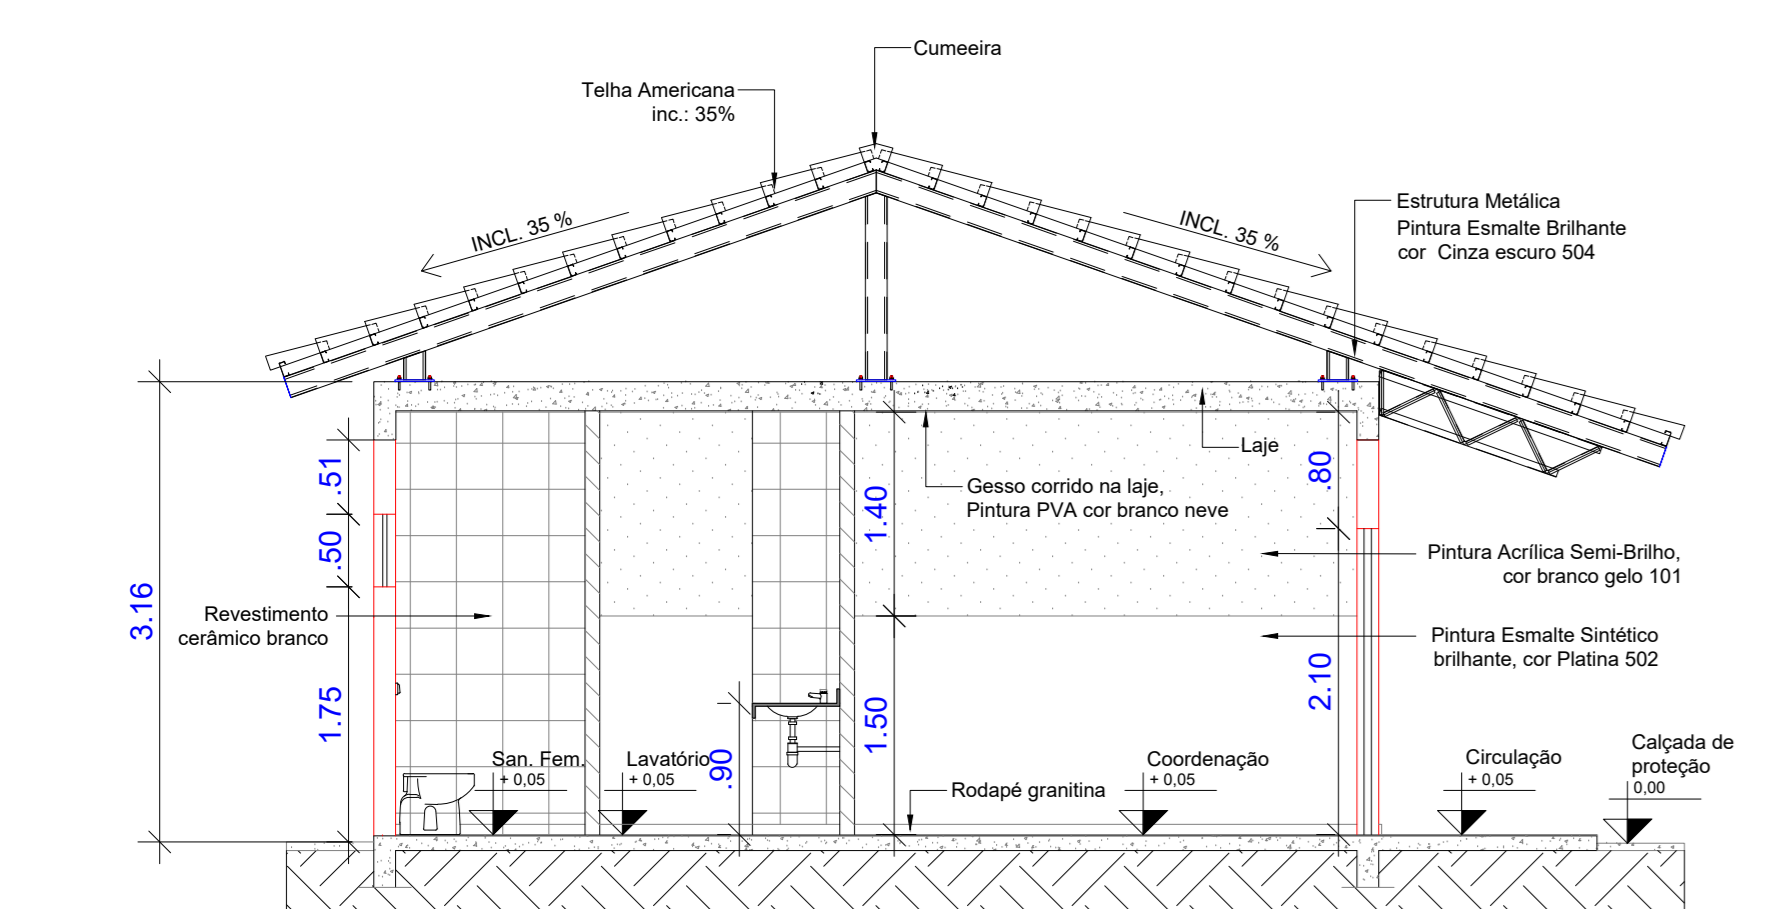 Cumeeira
Telha Americana
inc.: 35%
INCL. 35 %
INCL. 35 %
Estrutura Metálica
Pintura Esmalte Brilhante
cor Cinza escuro 504
Laje
Gesso corrido na laje,
Pintura PVA cor branco neve
.51
.50
1.75
3.16
1.40
1.50
.80
2.10
.90
Pintura Acrílica Semi-Brilho,
cor branco gelo 101
Revestimento
cerâmico branco
Pintura Esmalte Sintético
brilhante, cor Platina 502
San. Fem.
+ 0,05
Lavatório
+ 0,05
Rodapé granitina
Coordenação
+ 0,05
Circulação
+ 0,05
Calçada de
proteção
0,00